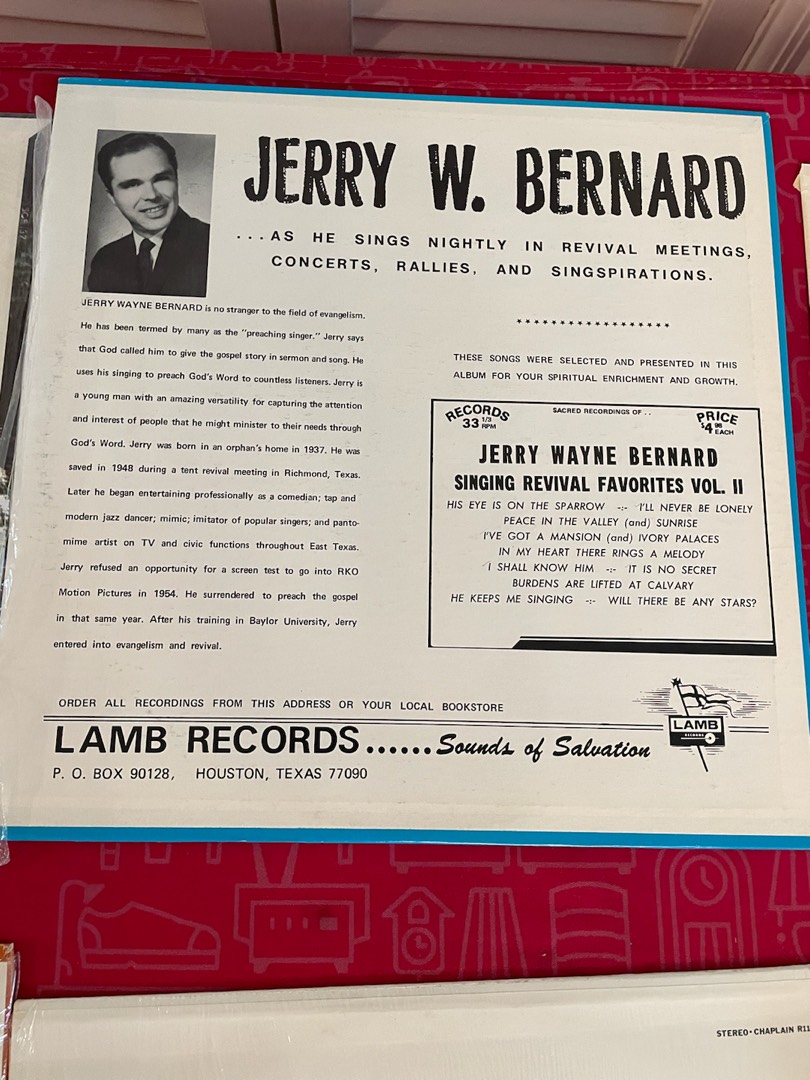 JERRY W. BERNARD
...AS HE SINGS NIGHTLY IN REVIVAL MEETINGS,
CONCERTS, RALLIES, AND SINGSPIRATIONS.
JERRY WAYNE BERNARD is no stranger to the field of evangelism.
He has been termed by many as the "preaching singer." Jerry says
that God called him to give the gospel story in sermon and song. He
uses his singing to preach God's Word to countless listeners. Jerry is
a young man with an amazing versatility for capturing the attention
and interest of people that he might minister to their needs through
God's Word. Jerry was born in an orphan's home in 1937. He was
saved in 1948 during a tent revival meeting in Richmond, Texas.
Later he began entertaining professionally as a comedian; tap and
modern jazz dancer; mimic; imitator of popular singers; and panto-
mime artist on TV and civic functions throughout East Texas.
Jerry refused an opportunity for a screen test to go into RKO
Motion Pictures in 1954. He surrendered to preach the gospel
in that same year. After his training in Baylor University, Jerry
entered into evangelism and revival.
******************
THESE SONGS WERE SELECTED AND PRESENTED IN THIS
ALBUM FOR YOUR SPIRITUAL ENRICHMENT AND GROWTH.
RECORDS
33 1/3 RPM
SACRED RECORDINGS OF . .
PRICE
$4.98 EACH
JERRY WAYNE BERNARD
SINGING REVIVAL FAVORITES VOL. II
HIS EYE IS ON THE SPARROW -:- I'LL NEVER BE LONELY
PEACE IN THE VALLEY (and) SUNRISE
I'VE GOT A MANSION (and) IVORY PALACES
IN MY HEART THERE RINGS A MELODY
I SHALL KNOW HIM -:- IT IS NO SECRET
BURDENS ARE LIFTED AT CALVARY
HE KEEPS ME SINGING -:- WILL THERE BE ANY STARS?
ORDER ALL RECORDINGS FROM THIS ADDRESS OR YOUR LOCAL BOOKSTORE
LAMB RECORDS......Sounds of Salvation
P. O. BOX 90128, HOUSTON, TEXAS 77090
LAMB
RECORDS
STEREO•CHAPLAIN R11